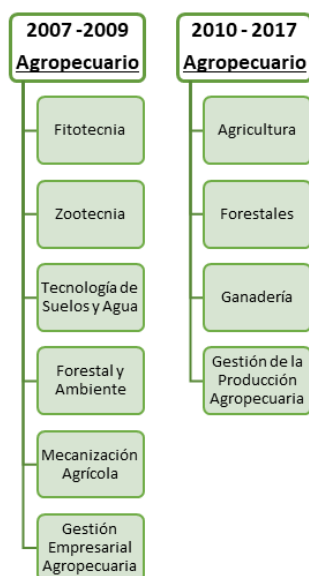 2007 -2009
Agropecuario
Fitotecnia
Zootecnia
Tecnología de
Suelos y Agua
Forestal y
Ambiente
Mecanización
Agrícola
Gestión
Empresarial
Agropecuaria
2010 - 2017
Agropecuario
Agricultura
Forestales
Ganadería
Gestión de la
Producción
Agropecuaria